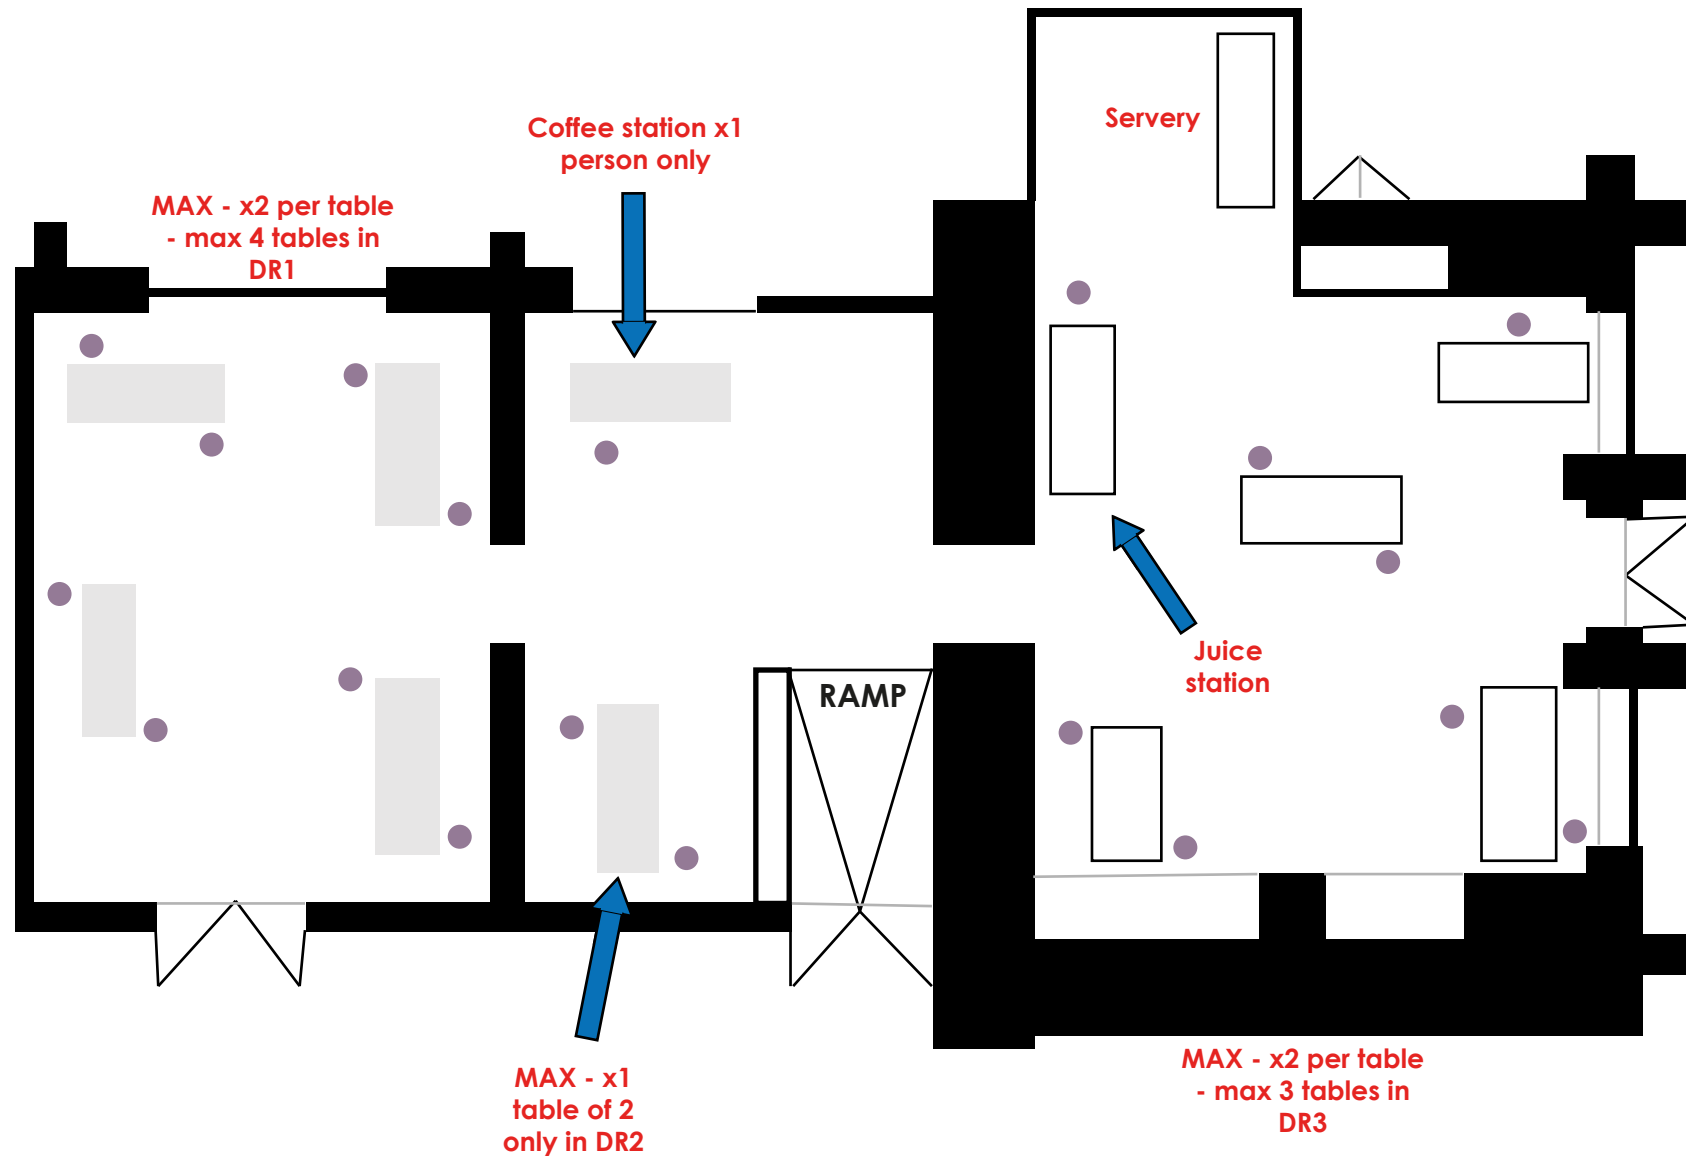 Servery
Coffee station x1
person only
MAX - x2 per table
- max 4 tables in
DR1
Juice
station
RAMP
MAX - x1
table of 2
only in DR2
MAX - x2 per table
- max 3 tables in
DR3